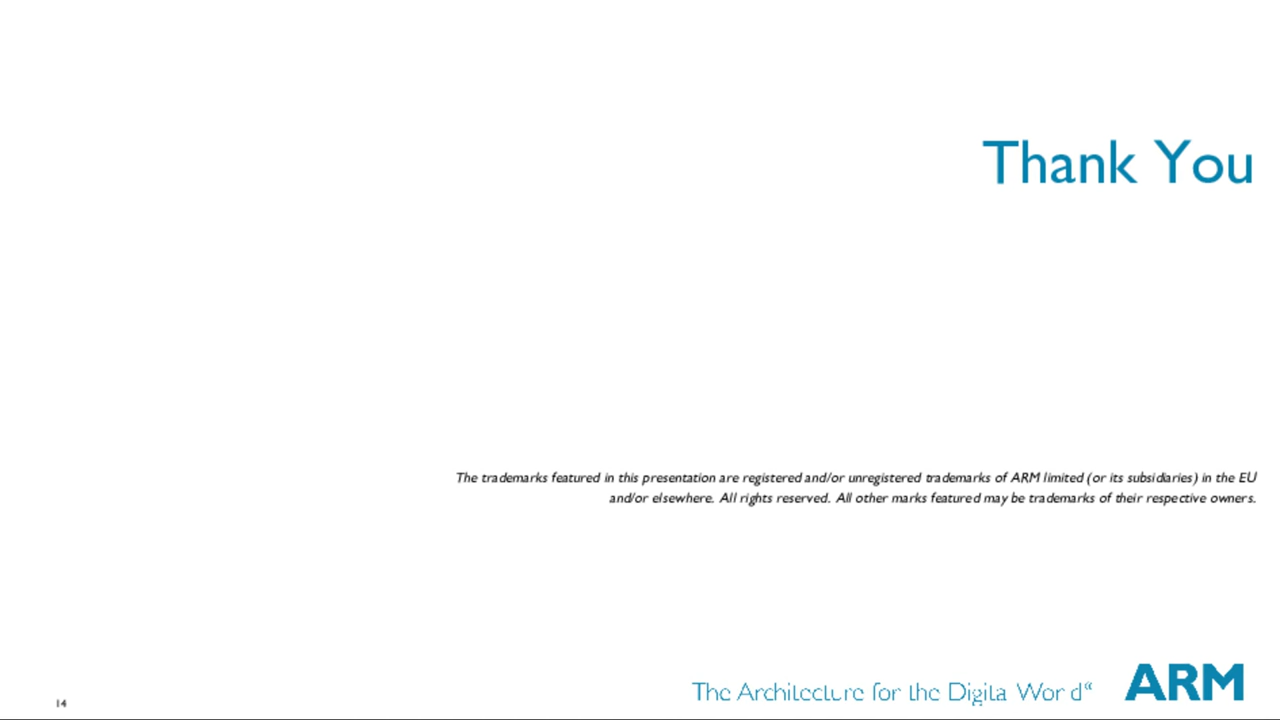 Thank You
The trademarks featured in this presentation are registered and/or unregistered trademarks of ARM limited (or its subsidiaries) in the EU
and/or elsewhere. All rights reserved. All other marks featured may be trademarks of their respective owners.
The Architecture for the Digital World®
ARM
14